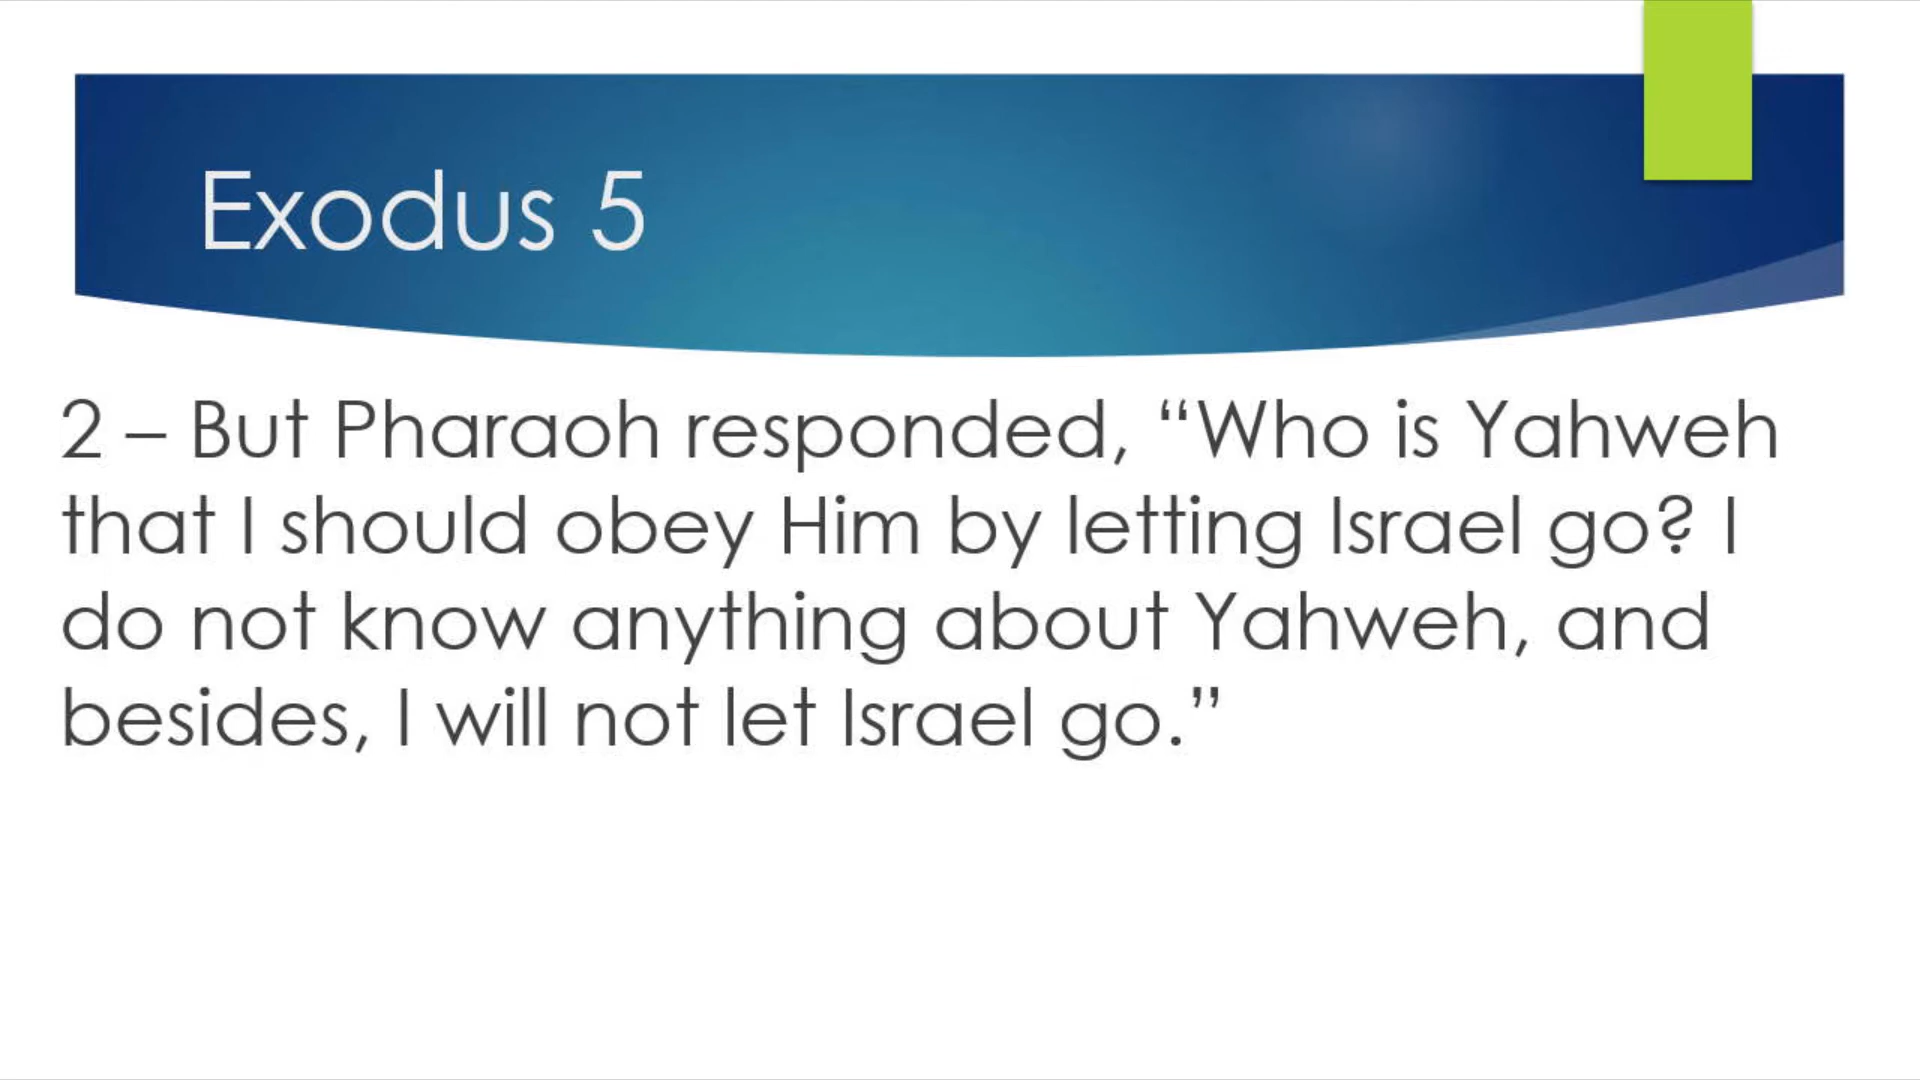 Exodus 5
2 – But Pharaoh responded, “Who is Yahweh
that I should obey Him by letting Israel go? I
do not know anything about Yahweh, and
besides, I will not let Israel go.”